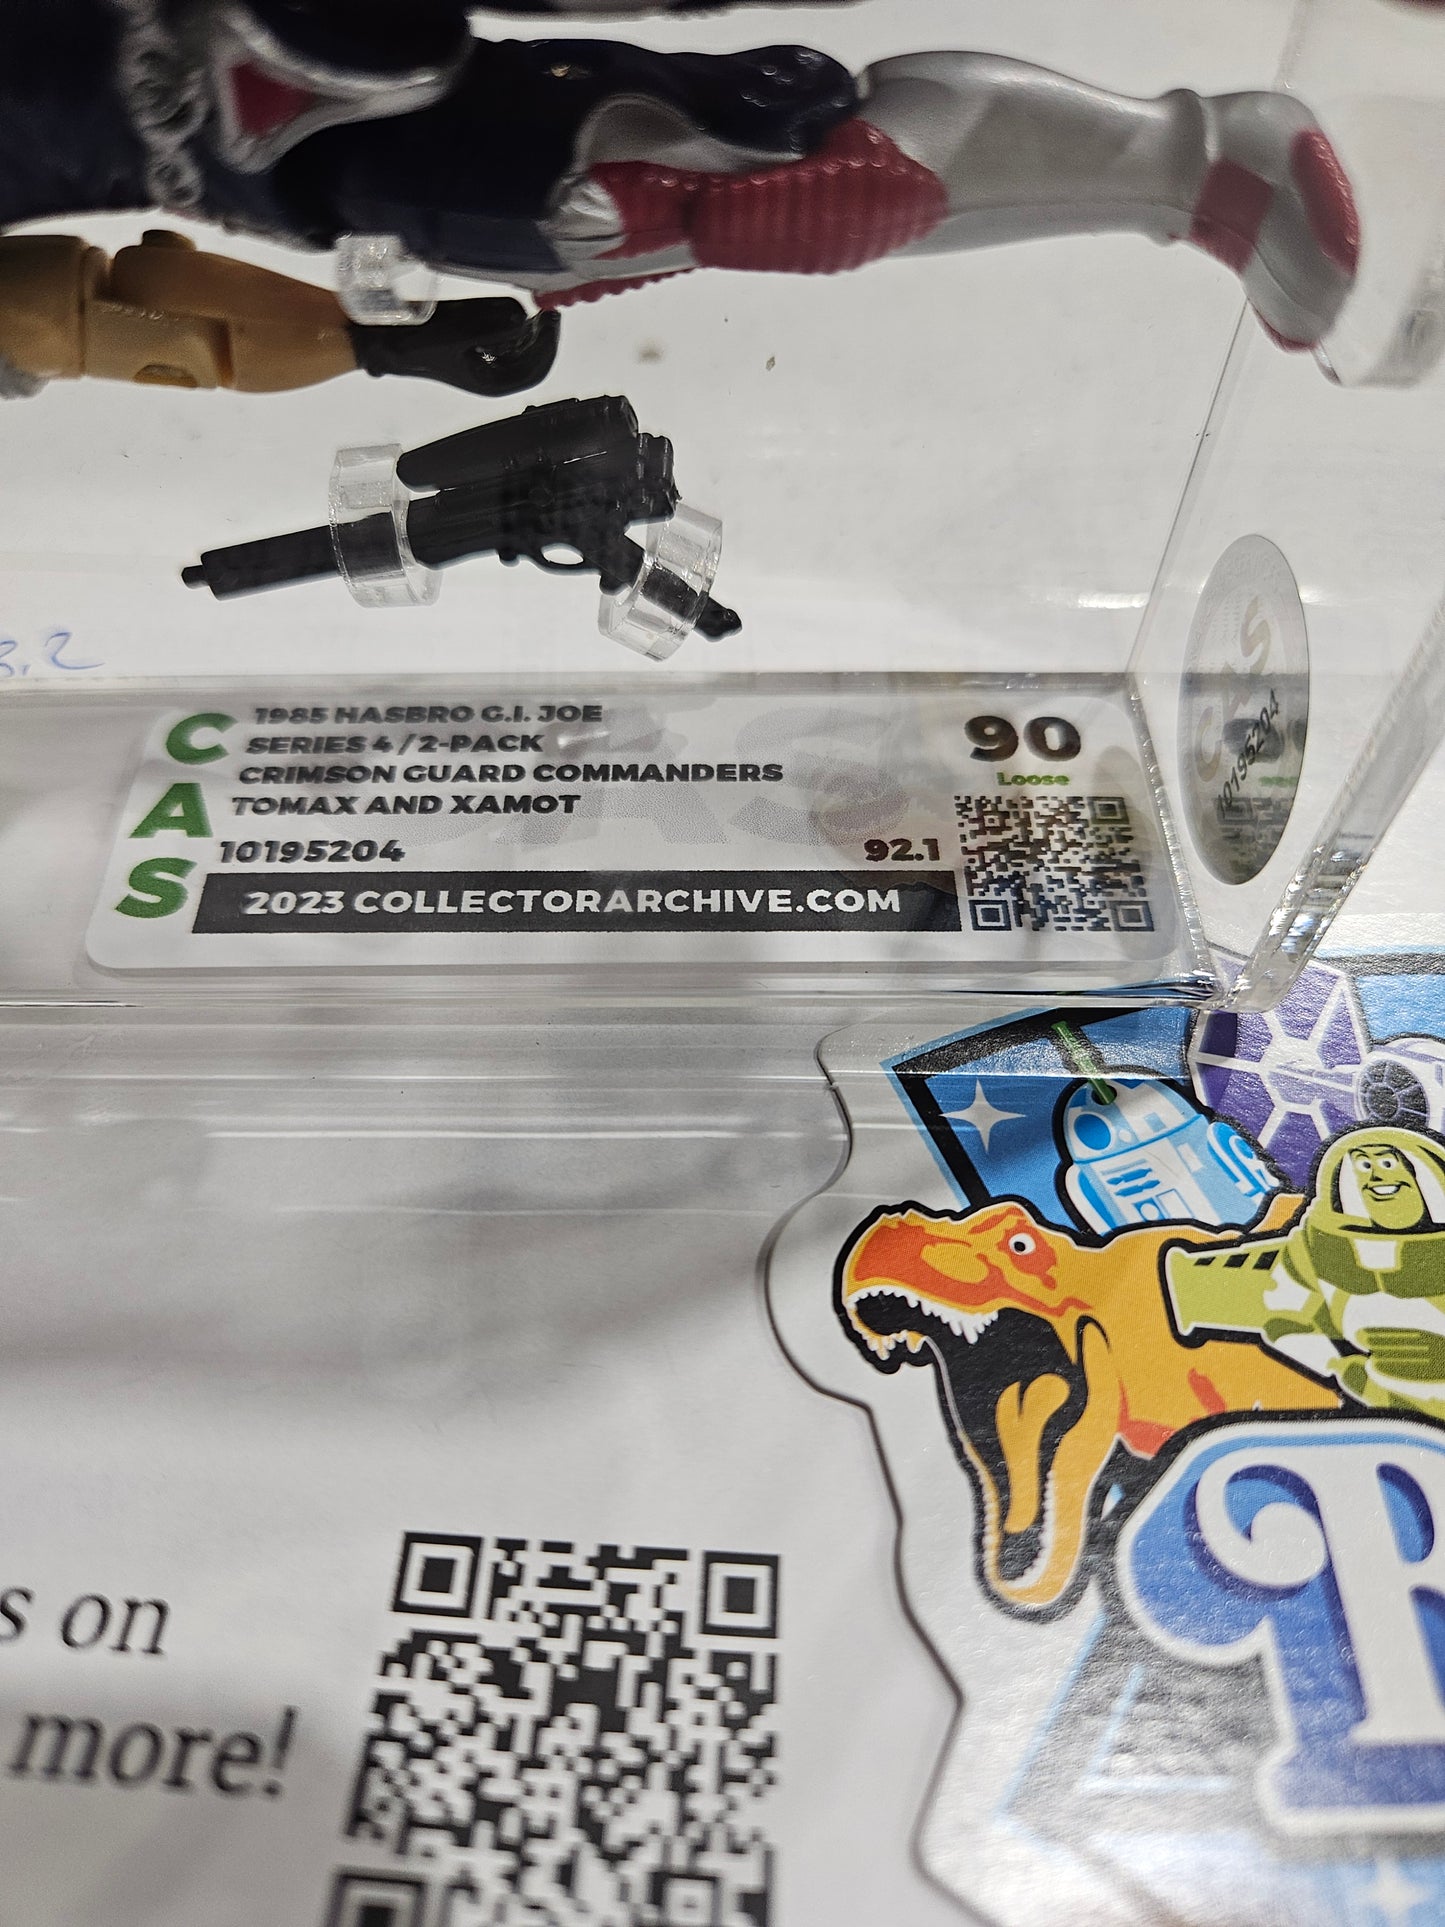 C
A
S
1985 HASBRO G.I. JOE
SERIES 4 / 2-PACK
CRIMSON GUARD COMMANDERS
TOMAX AND XAMOT
10195204
90
Loose
92.1
2023 COLLECTORARCHIVE.COM
CAS
10195204
s on
more!